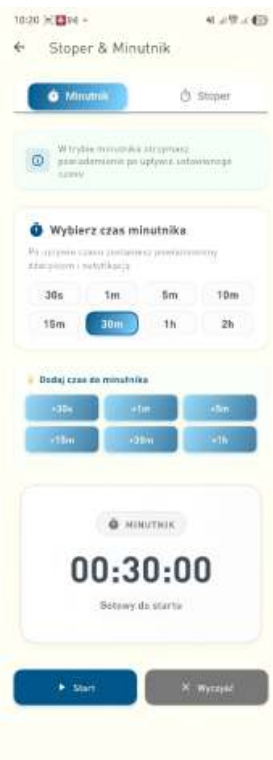 10:20
Stoper & Minutnik
Minutnik
Stoper
W trybie minutnika otrzymasz
powiadomienie po upływie ustawionego
czasu
Wybierz czas minutnika
Po upływie czasu zostaniesz powiadomiony
dźwiękiem i notyfikacją
30s 1m 5m 10m
15m 30m 1h 2h
Dodaj czas do minutnika
+30s +1m +5m
+15m +30m +1h
MINUTNIK
00:30:00
Gotowy do startu
Start
Wyczyść